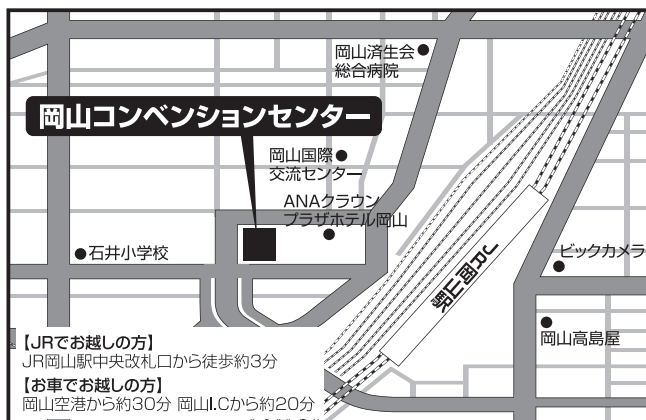 岡山済生会
総合病院
岡山コンベンションセンター
岡山国際
交流センター
ANAクラウン
プラザホテル岡山
石井小学校
ビックカメラ
JR岡山駅
岡山高島屋
【JRでお越しの方】
JR岡山駅中央改札口から徒歩約3分
【お車でお越しの方】
岡山空港から約30分 岡山I.Cから約20分